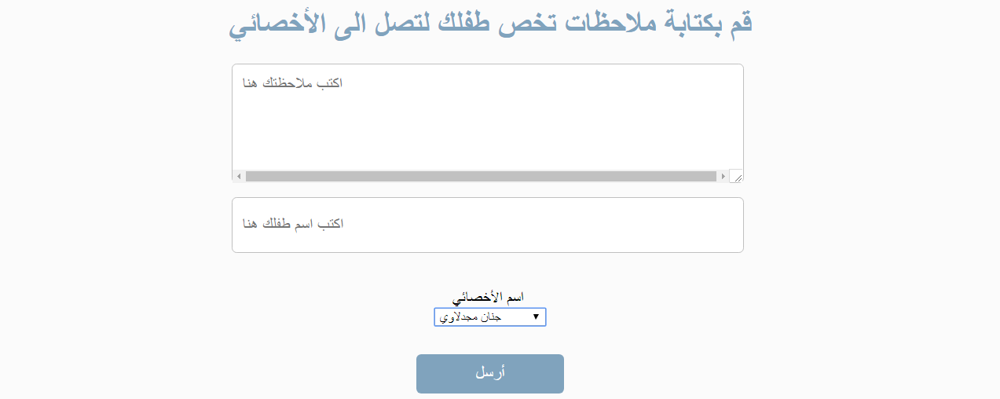 قم بكتابة ملاحظات تخص طفلك لتصل الى الأخصائي
اكتب ملاحظتك هنا
اكتب اسم طفلك هنا
اسم الأخصائي
جنان مجدلاوي
أرسل